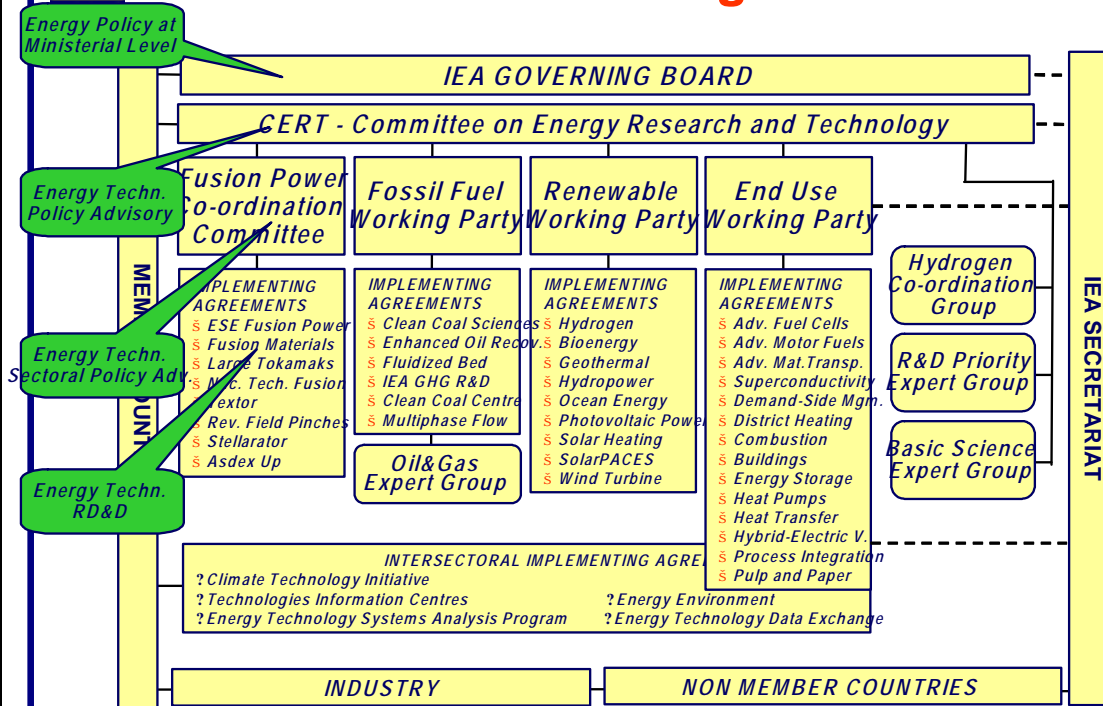 Energy Policy at
Ministerial Level
IEA GOVERNING BOARD
CERT - Committee on Energy Research and Technology
Energy Techn.
Policy Advisory
Fusion Power
Co-ordination
Committee
Fossil Fuel
Working Party
Renewable
Working Party
End Use
Working Party
Hydrogen
Co-ordination
Group
R&D Priority
Expert Group
Basic Science
Expert Group
IEA SECRETARIAT
Energy Techn.
Sectoral Policy Adv.
Energy Techn.
RD&D
IMPLEMENTING
AGREEMENTS
š ESE Fusion Power
š Fusion Materials
š Large Tokamaks
š Nuc. Tech. Fusion
š Textor
š Rev. Field Pinches
š Stellarator
š Asdex Up
IMPLEMENTING
AGREEMENTS
š Clean Coal Sciences
š Enhanced Oil Recov.
š Fluidized Bed
š IEA GHG R&D
š Clean Coal Centre
š Multiphase Flow
Oil&Gas
Expert Group
IMPLEMENTING
AGREEMENTS
š Hydrogen
š Bioenergy
š Geothermal
š Hydropower
š Ocean Energy
š Photovoltaic Power
š Solar Heating
š SolarPACES
š Wind Turbine
IMPLEMENTING
AGREEMENTS
š Adv. Fuel Cells
š Adv. Motor Fuels
š Adv. Mat.Transp.
š Superconductivity
š Demand-Side Mgm.
š District Heating
š Combustion
š Buildings
š Energy Storage
š Heat Pumps
š Heat Transfer
š Hybrid-Electric V.
š Process Integration
š Pulp and Paper
INTERSECTORAL IMPLEMENTING
? Climate Technology Initiative
? Technologies Information Centres
? Energy Technology Systems Analysis Program
? Energy Environment
? Energy Technology Data Exchange
INDUSTRY
NON MEMBER COUNTRIES